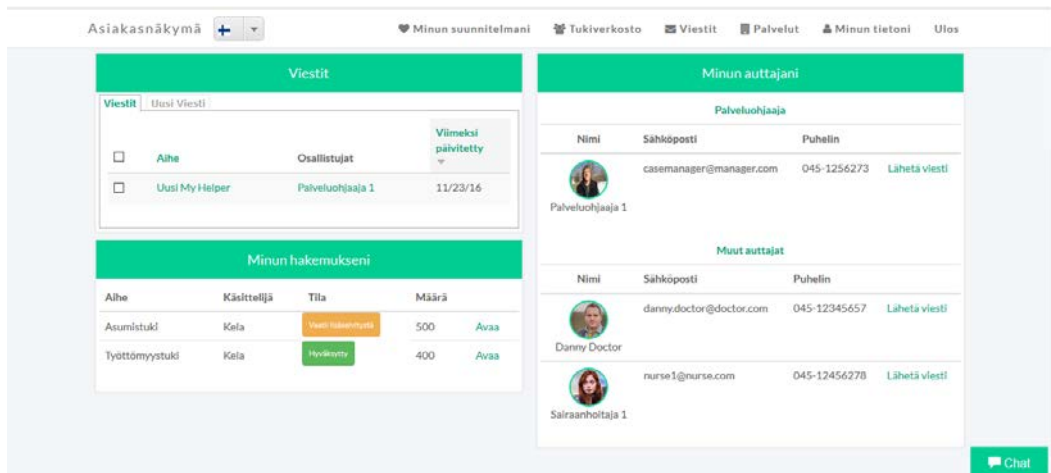 Asiakasnäkymä
Minun suunnitelmani Tukiverkosto Viestit Palvelut Minun tietoni Ulos
Viestit
Viestit Uusi Viesti
Aihe Osallistujat Viimeksi päivitetty
Uusi My Helper Palveluohjaaja 1 11/23/16
Minun hakemukseni
Aihe Käsittelijä Tila Määrä
Asumistuki Kela Vaatii lisäselvitystä 500 Avaa
Työttömyystuki Kela Hyväksytty 400 Avaa
Minun auttajani
Palveluohjaaja
Nimi Sähköposti Puhelin
casemanager@manager.com 045-1256273 Lähetä viesti
Palveluohjaaja 1
Muut auttajat
Nimi Sähköposti Puhelin
danny.doctor@doctor.com 045-12345657 Lähetä viesti
Danny Doctor
nurse1@nurse.com 045-12456278 Lähetä viesti
Sairaanhoitaja 1
Chat